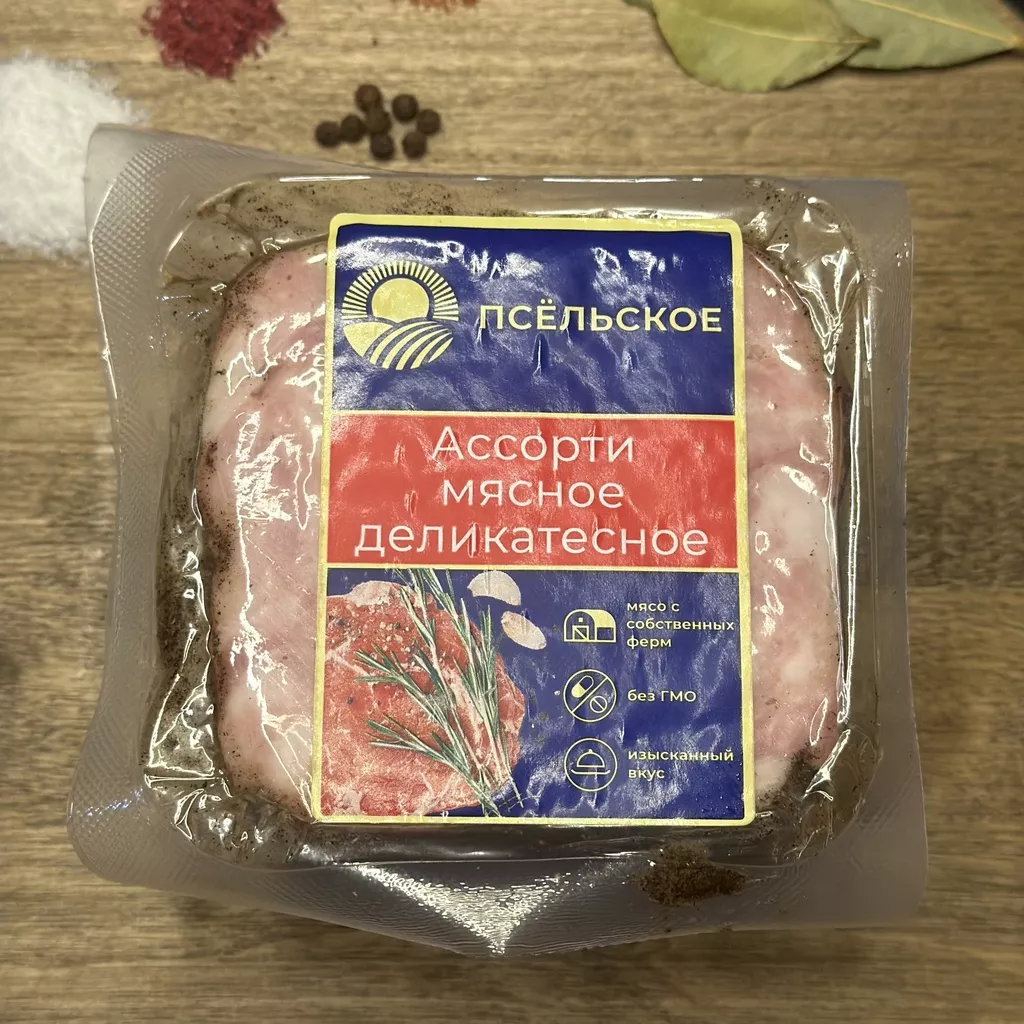 ПСЁЛЬСКОЕ
Ассорти
мясное
деликатесное
мясо с
собственных
ферм
без ГМО
изысканный
вкус